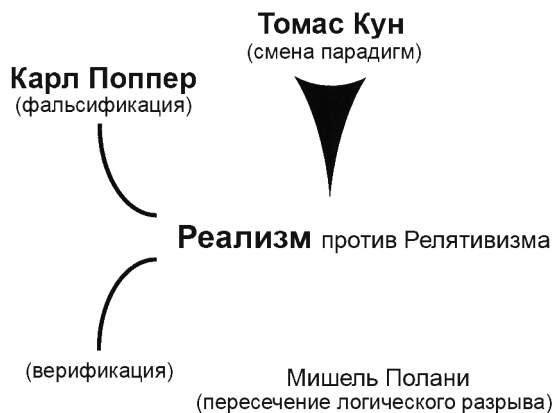 Томас Кун
(смена парадигм)
Карл Поппер
(фальсификация)
Реализм против Релятивизма
(верификация)
Мишель Полани
(пересечение логического разрыва)